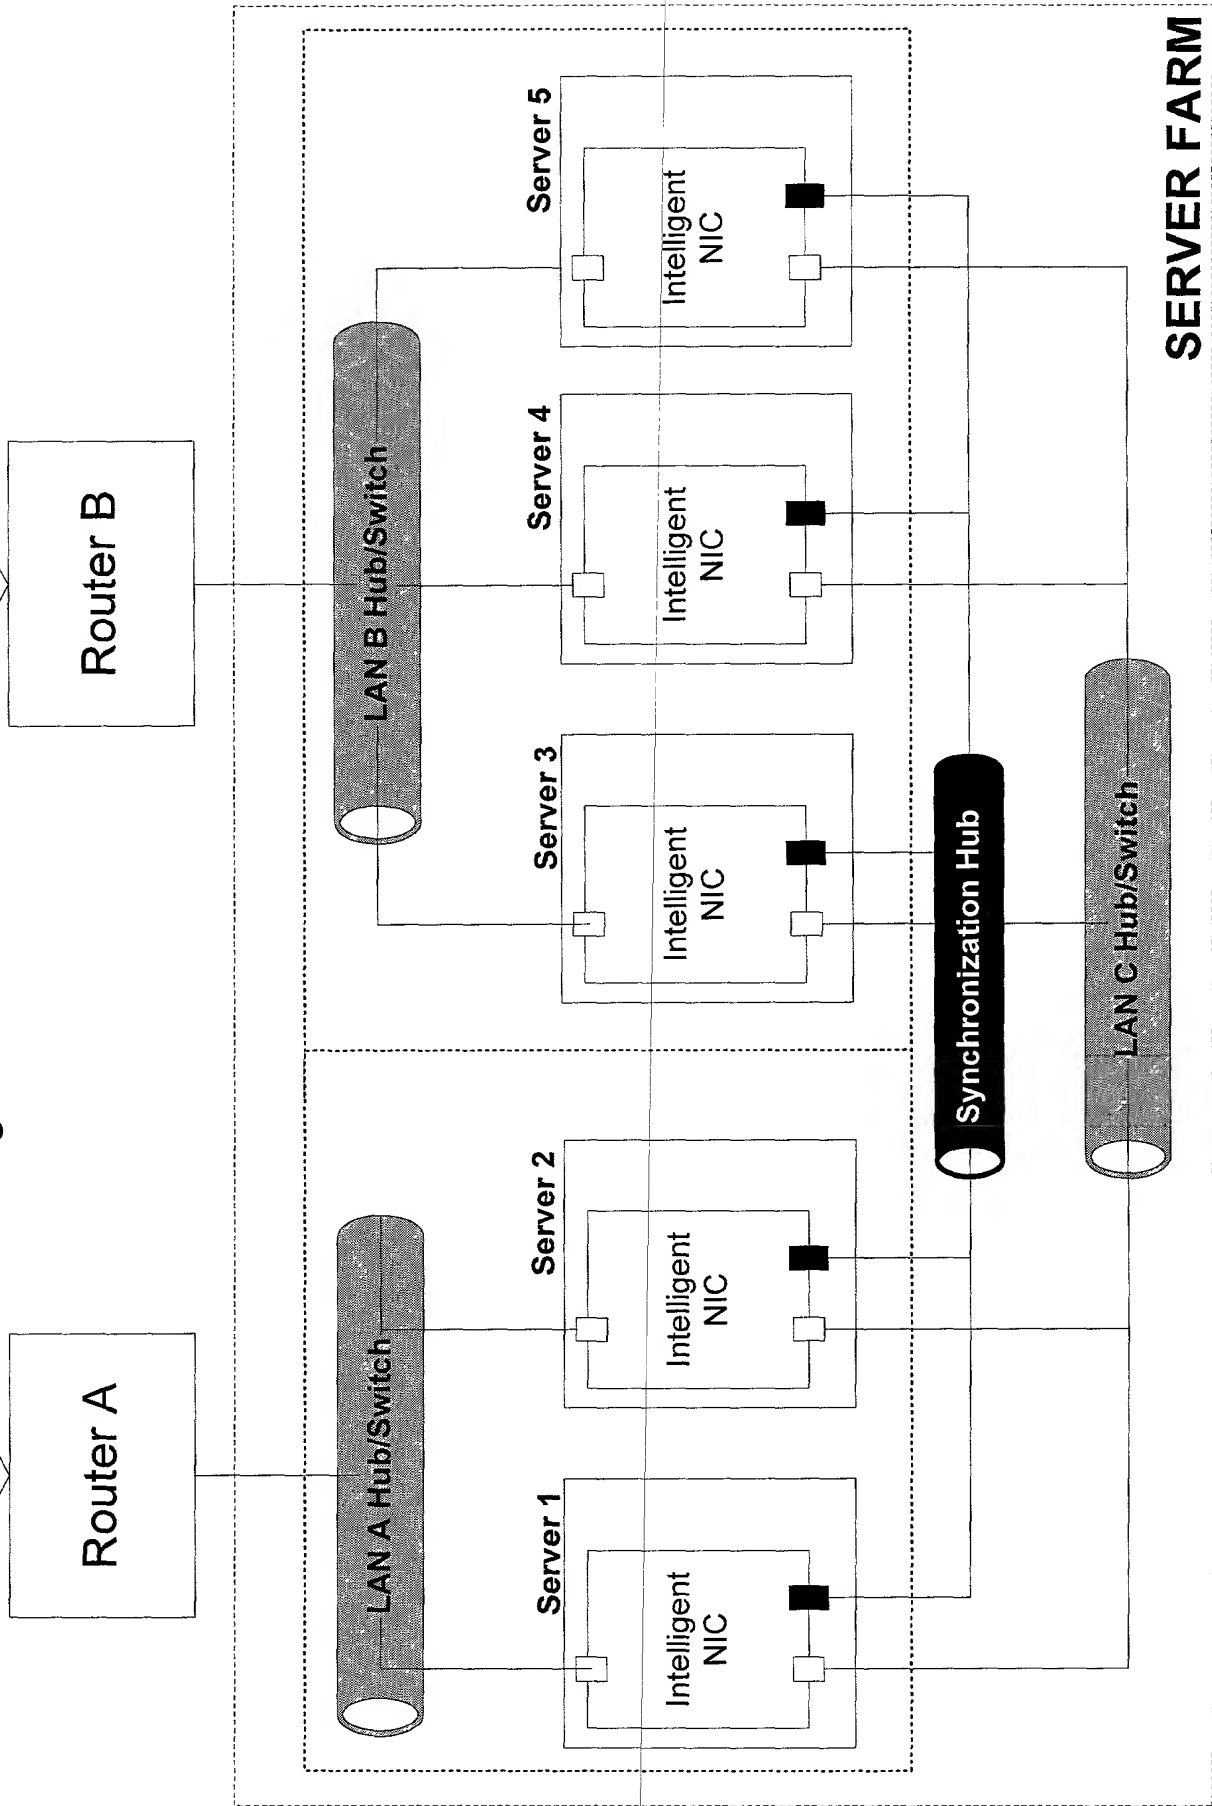 Router A
Router B
LAN A Hub/Switch
LAN B Hub/Switch
Server 1
Server 2
Server 3
Server 4
Server 5
Intelligent
NIC
Intelligent
NIC
Intelligent
NIC
Intelligent
NIC
Intelligent
NIC
Synchronization Hub
LAN C Hub/Switch
SERVER FARM